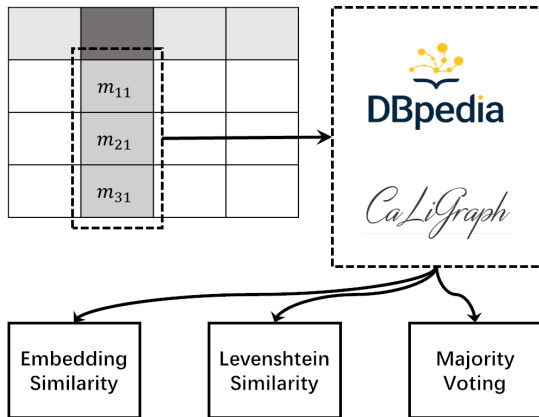 m₁₁
m₂₁
m₃₁
DBpedia
CaLiGraph
Embedding
Similarity
Levenshtein
Similarity
Majority
Voting